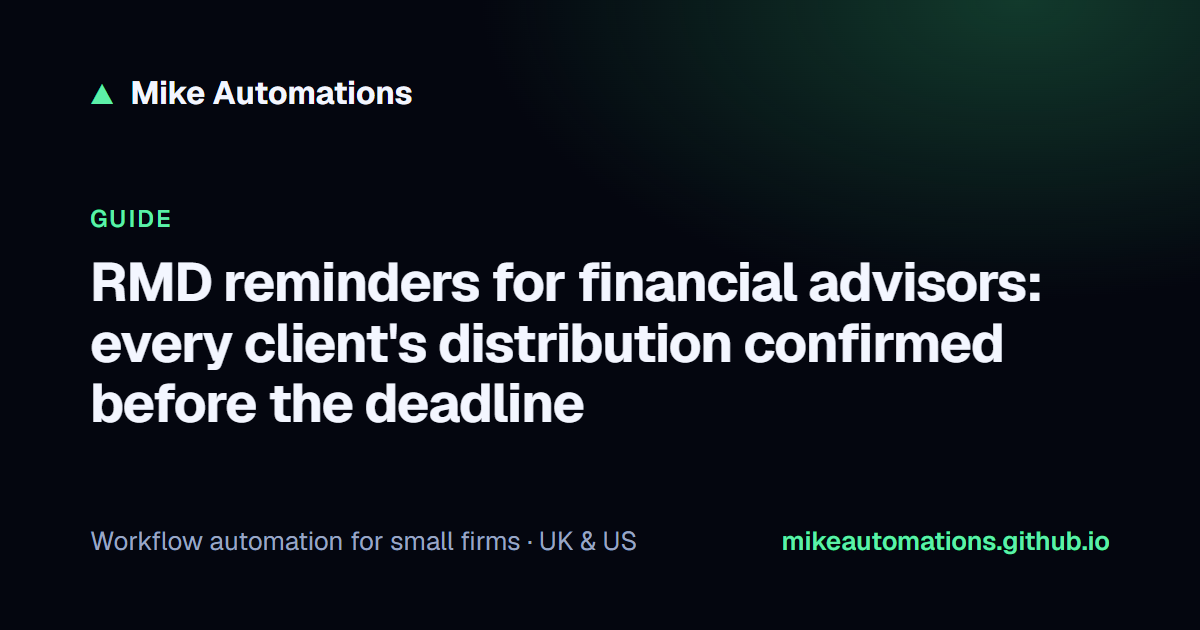 Mike Automations
GUIDE
RMD reminders for financial advisors:
every client's distribution confirmed
before the deadline
Workflow automation for small firms · UK & US
mikeautomations.github.io